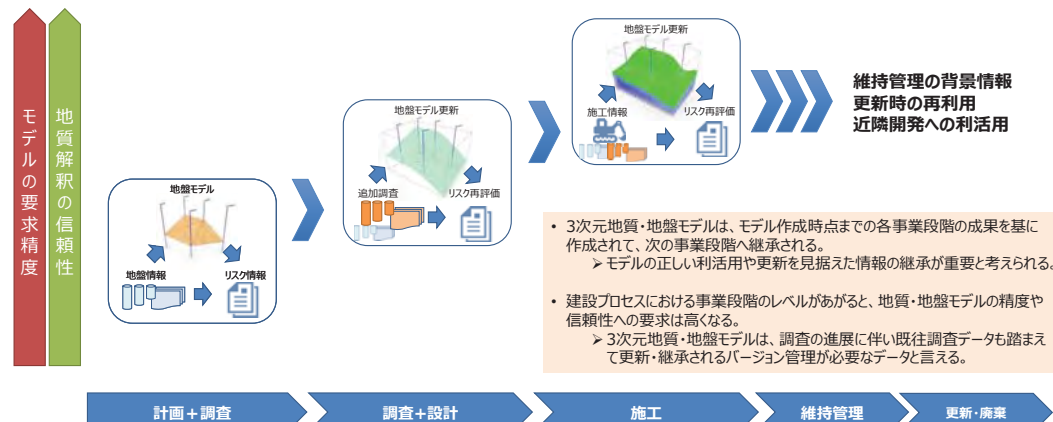 モデルの要求精度
地質解釈の信頼性
地盤モデル
地盤情報
リスク情報
地盤モデル更新
追加調査
リスク再評価
地盤モデル更新
施工情報
リスク再評価
維持管理の背景情報
更新時の再利用
近隣開発への利活用
• 3次元地質・地盤モデルは、モデル作成時点までの各事業段階の成果を基に
作成されて、次の事業段階へ継承される。
➢モデルの正しい利活用や更新を見据えた情報の継承が重要と考えられる。
• 建設プロセスにおける事業段階のレベルがあがると、地質・地盤モデルの精度や
信頼性への要求は高くなる。
➢3次元地質・地盤モデルは、調査の進展に伴い既往調査データも踏まえ
て更新・継承されるバージョン管理が必要なデータと言える。
計画+調査
調査+設計
施工
維持管理
更新・廃棄